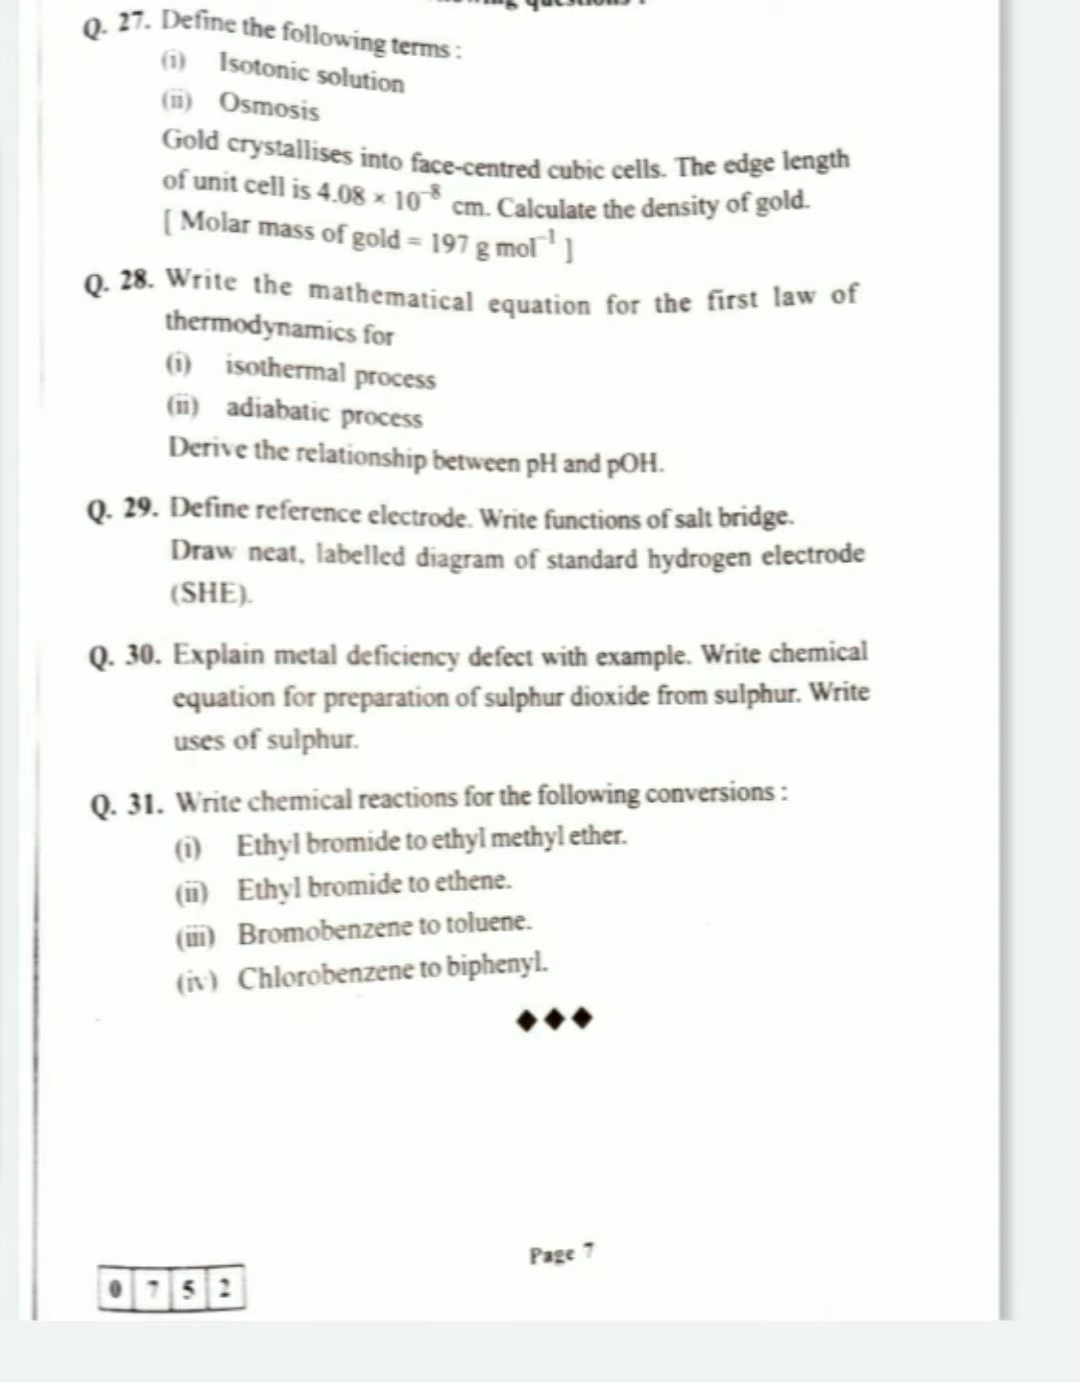 Q. 27. Define the following terms :
(i) Isotonic solution
(ii) Osmosis
Gold crystallises into face-centred cubic cells. The edge length
of unit cell is 4.08 × 10⁻⁸ cm. Calculate the density of gold.
[ Molar mass of gold = 197 g mol⁻¹ ]
Q. 28. Write the mathematical equation for the first law of
thermodynamics for
(i) isothermal process
(ii) adiabatic process
Derive the relationship between pH and pOH.
Q. 29. Define reference electrode. Write functions of salt bridge.
Draw neat, labelled diagram of standard hydrogen electrode
(SHE).
Q. 30. Explain metal deficiency defect with example. Write chemical
equation for preparation of sulphur dioxide from sulphur. Write
uses of sulphur.
Q. 31. Write chemical reactions for the following conversions :
(i) Ethyl bromide to ethyl methyl ether.
(ii) Ethyl bromide to ethene.
(iii) Bromobenzene to toluene.
(iv) Chlorobenzene to biphenyl.
◆◆◆
Page 7
0 7 5 2